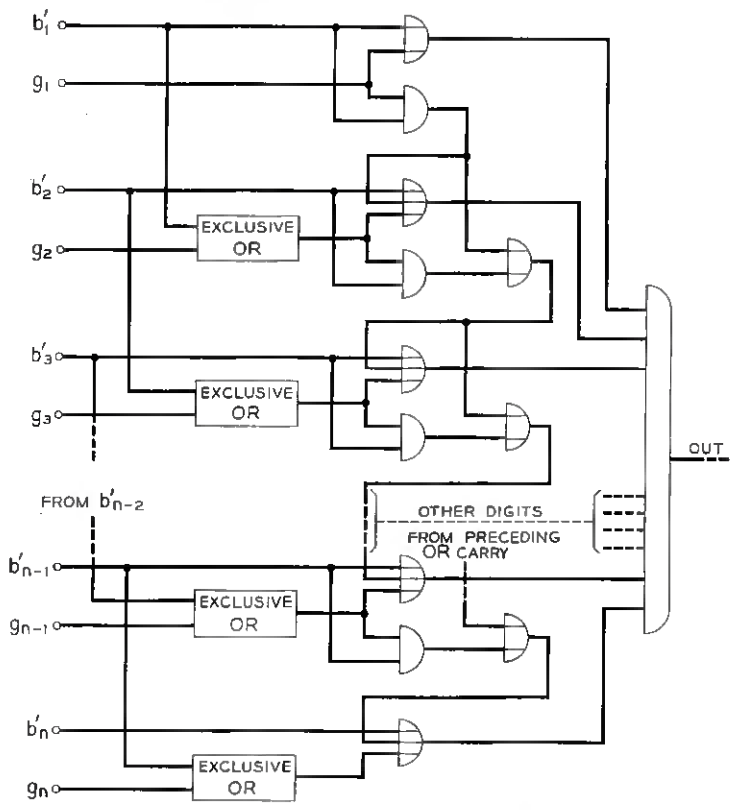 b'₁
g₁
b'₂
EXCLUSIVE
OR
g₂
b'₃
EXCLUSIVE
OR
g₃
OUT
FROM b'ₙ₋₂
OTHER DIGITS
FROM PRECEDING
OR CARRY
b'ₙ₋₁
EXCLUSIVE
OR
gₙ₋₁
b'ₙ
EXCLUSIVE
OR
gₙ